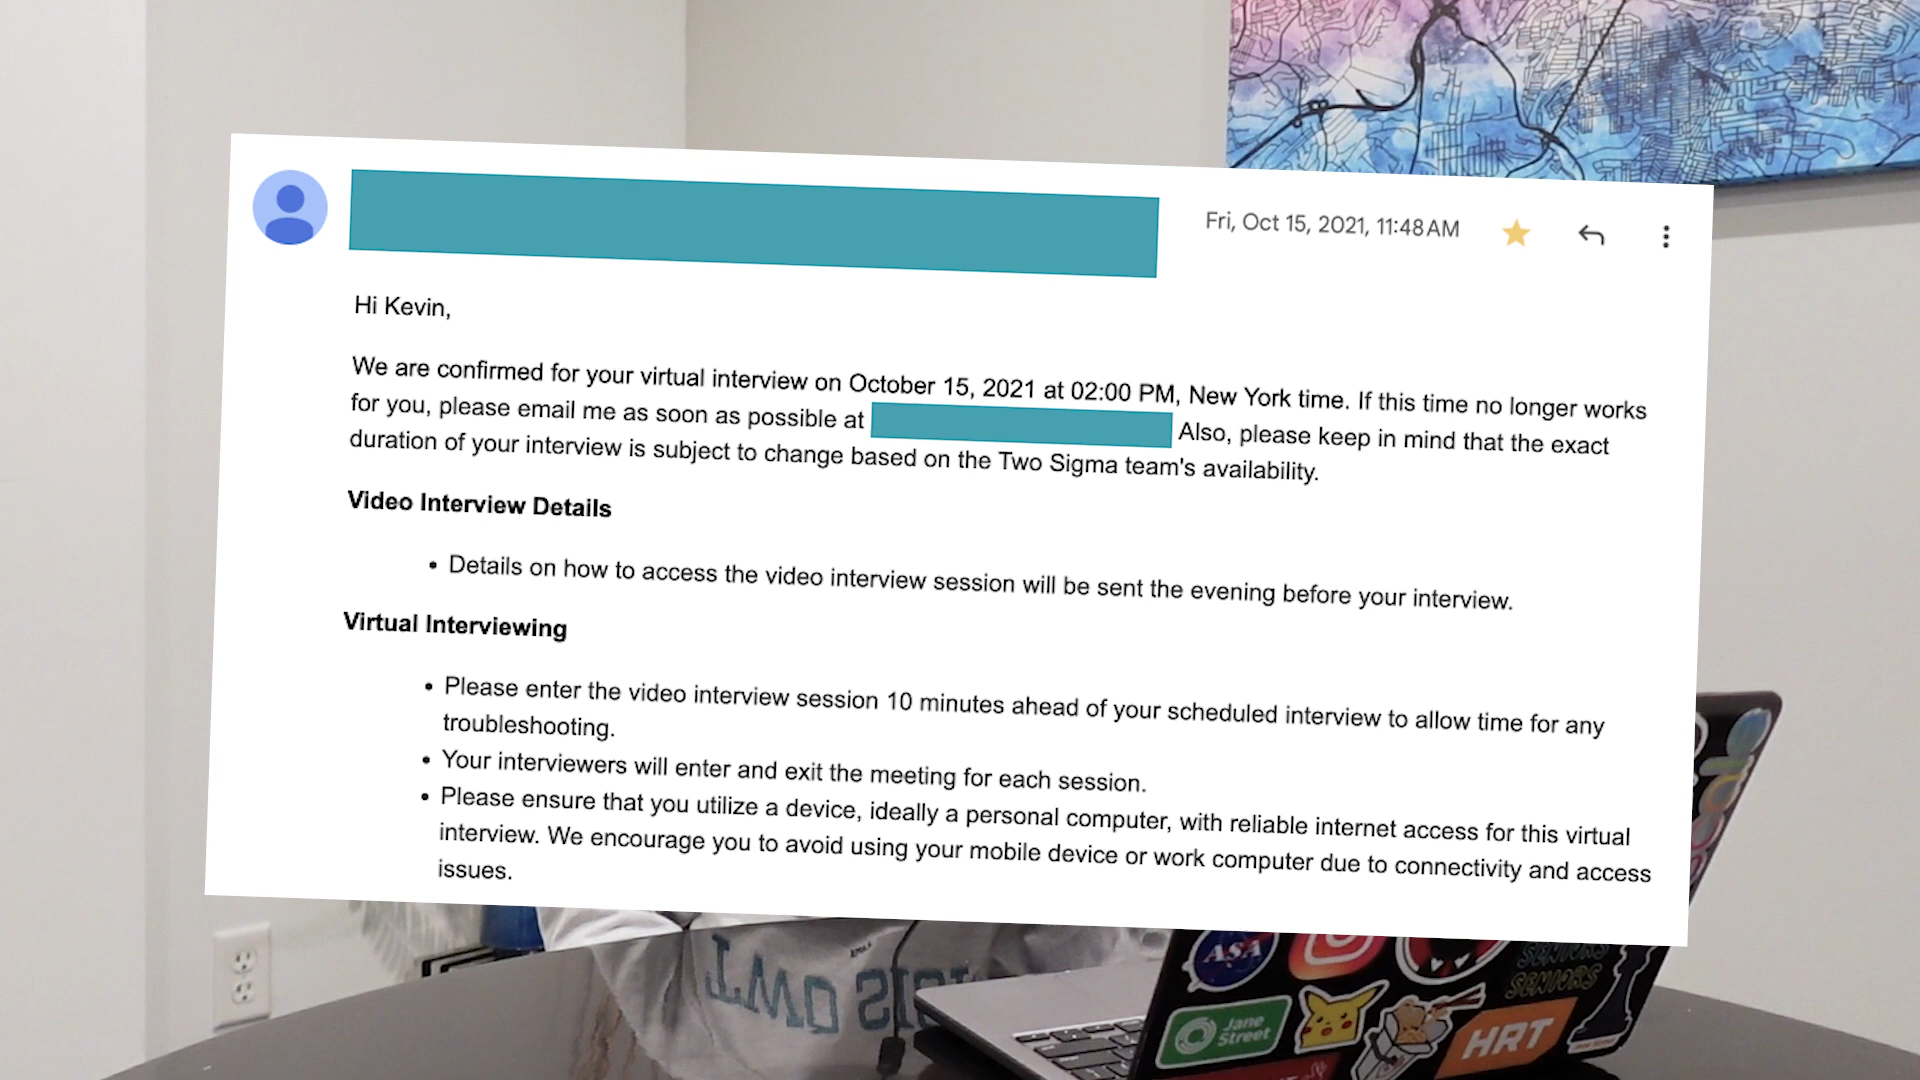 Fri, Oct 15, 2021, 11:48 AM
Hi Kevin,
We are confirmed for your virtual interview on October 15, 2021 at 02:00 PM, New York time. If this time no longer works
for you, please email me as soon as possible at
Also, please keep in mind that the exact
duration of your interview is subject to change based on the Two Sigma team's availability.
Video Interview Details
• Details on how to access the video interview session will be sent the evening before your interview.
Virtual Interviewing
• Please enter the video interview session 10 minutes ahead of your scheduled interview to allow time for any
troubleshooting.
• Your interviewers will enter and exit the meeting for each session.
• Please ensure that you utilize a device, ideally a personal computer, with reliable internet access for this virtual
interview. We encourage you to avoid using your mobile device or work computer due to connectivity and access
issues.
TWO SI
SENIORS
SENIORS
Jane
Street
HRT